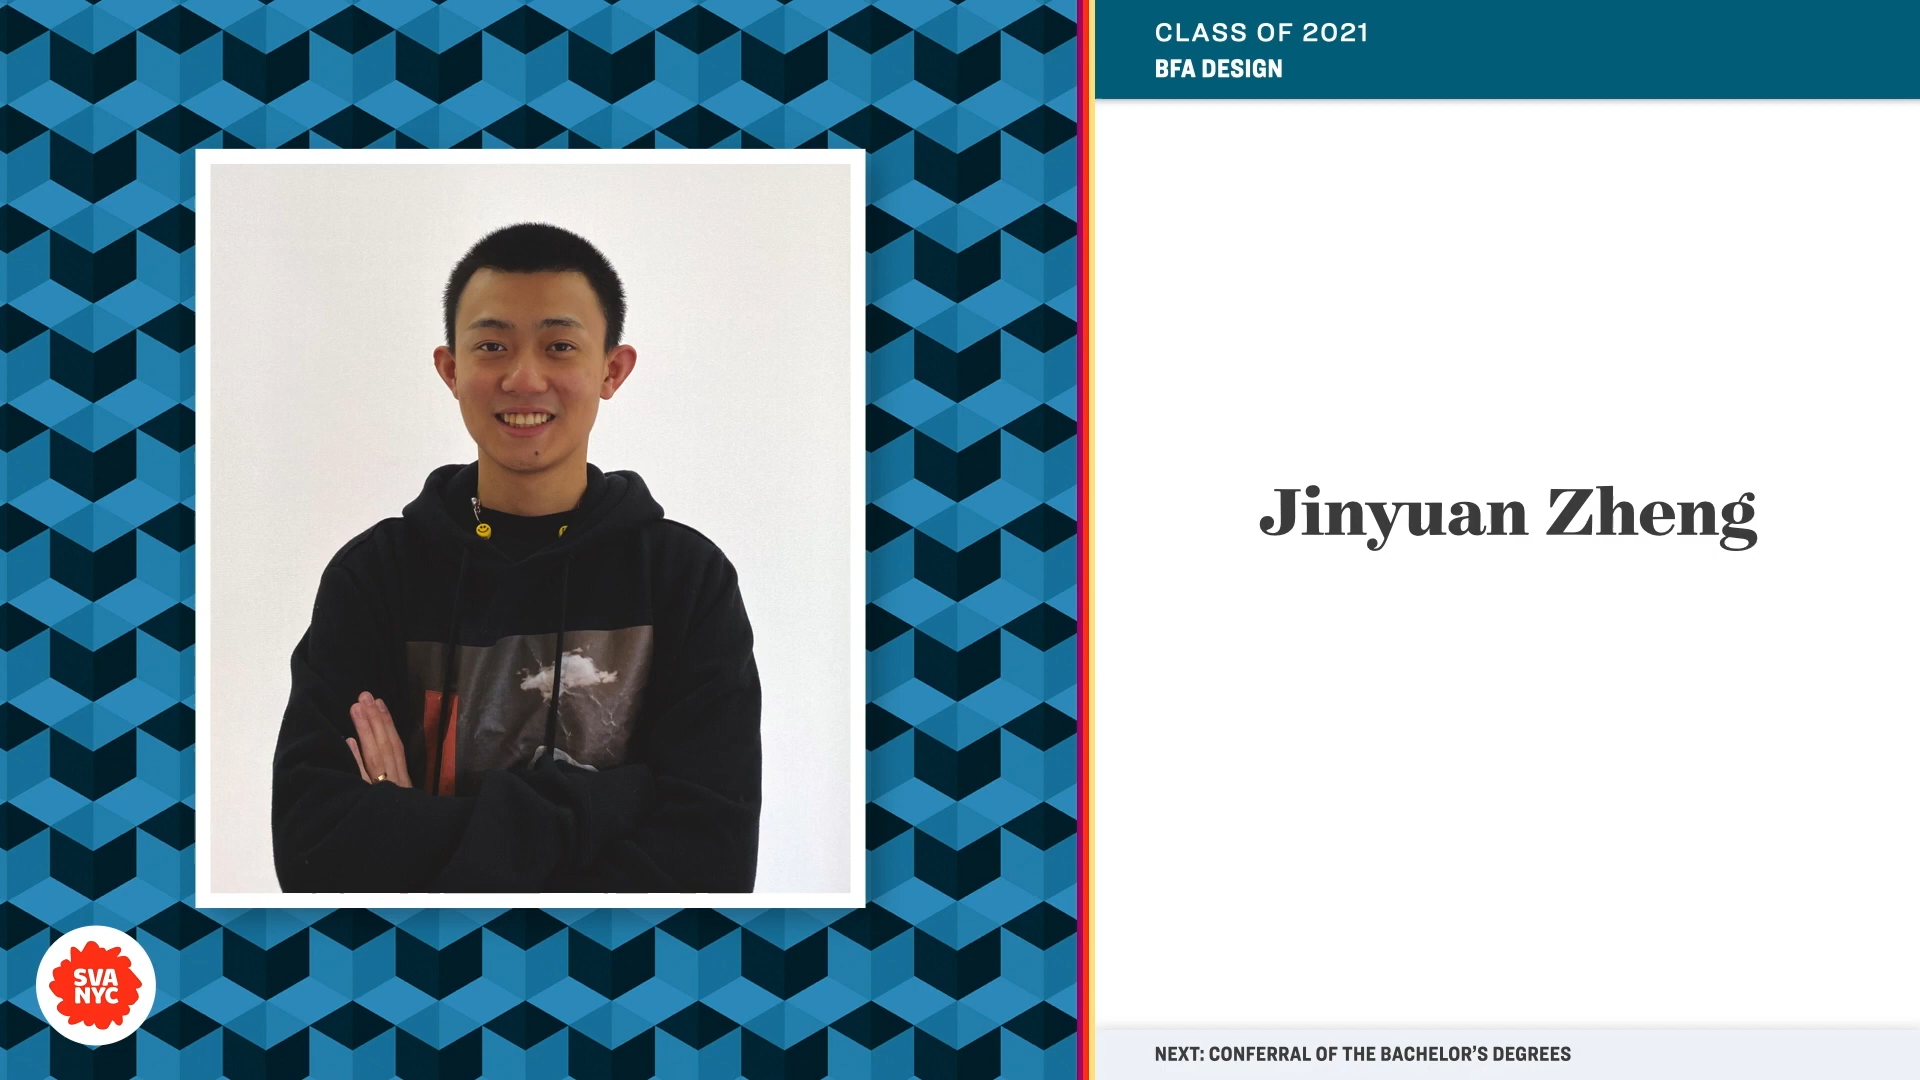 CLASS OF 2021
BFA DESIGN
Jinyuan Zheng
SVA
NYC
NEXT: CONFERRAL OF THE BACHELOR’S DEGREES